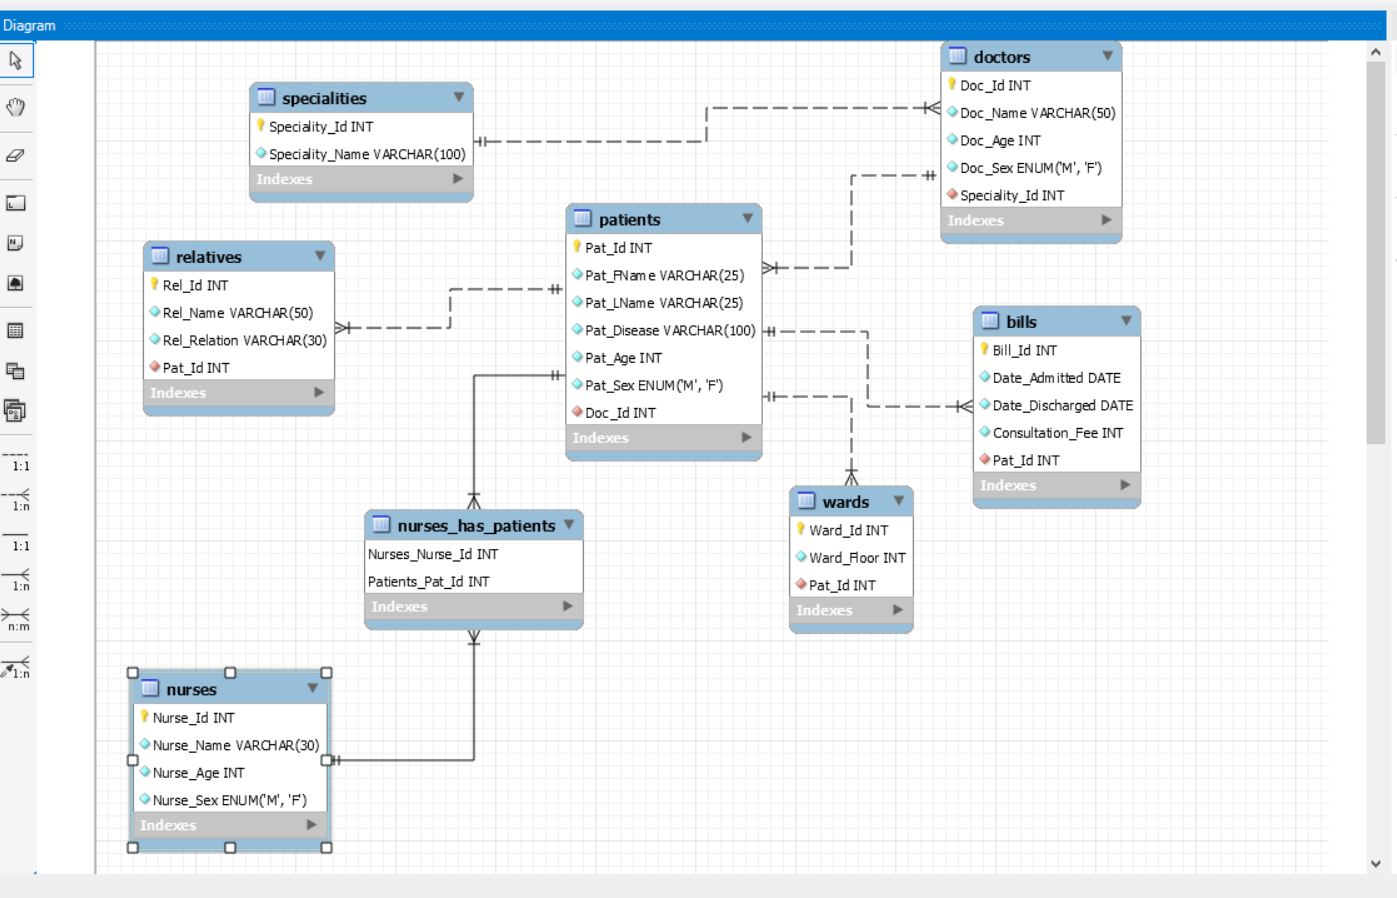 Diagram
specialities
Speciality_Id INT
Speciality_Name VARCHAR(100)
Indexes
doctors
Doc_Id INT
Doc_Name VARCHAR(50)
Doc_Age INT
Doc_Sex ENUM('M', 'F')
Speciality_Id INT
Indexes
patients
Pat_Id INT
Pat_FName VARCHAR(25)
Pat_LName VARCHAR(25)
Pat_Disease VARCHAR(100)
Pat_Age INT
Pat_Sex ENUM('M', 'F')
Doc_Id INT
Indexes
relatives
Rel_Id INT
Rel_Name VARCHAR(50)
Rel_Relation VARCHAR(30)
Pat_Id INT
Indexes
bills
Bill_Id INT
Date_Admitted DATE
Date_Discharged DATE
Consultation_Fee INT
Pat_Id INT
Indexes
wards
Ward_Id INT
Ward_Floor INT
Pat_Id INT
Indexes
nurses_has_patients
Nurses_Nurse_Id INT
Patients_Pat_Id INT
Indexes
nurses
Nurse_Id INT
Nurse_Name VARCHAR(30)
Nurse_Age INT
Nurse_Sex ENUM('M', 'F')
Indexes
1:1
1:n
1:1
1:n
n:m
1:n